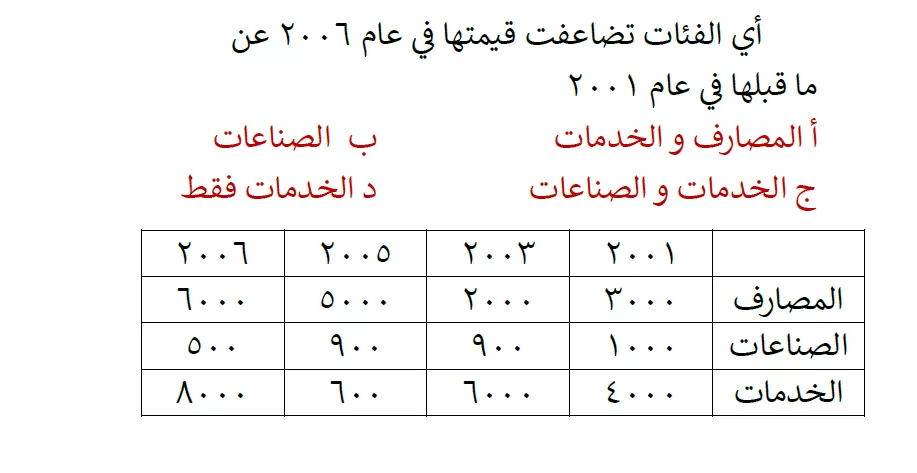 أي الفئات تضاعفت قيمتها في عام ٢٠٠٦ عن
ما قبلها في عام ٢٠٠١
أ المصارف و الخدمات ب الصناعات
ج الخدمات و الصناعات د الخدمات فقط
٢٠٠١ ٢٠٠٣ ٢٠٠٥ ٢٠٠٦
المصارف ٣٠٠٠ ٢٠٠٠ ٥٠٠٠ ٦٠٠٠
الصناعات ١٠٠٠ ٩٠٠ ٩٠٠ ٥٠٠
الخدمات ٤٠٠٠ ٦٠٠٠ ٦٠٠ ٨٠٠٠